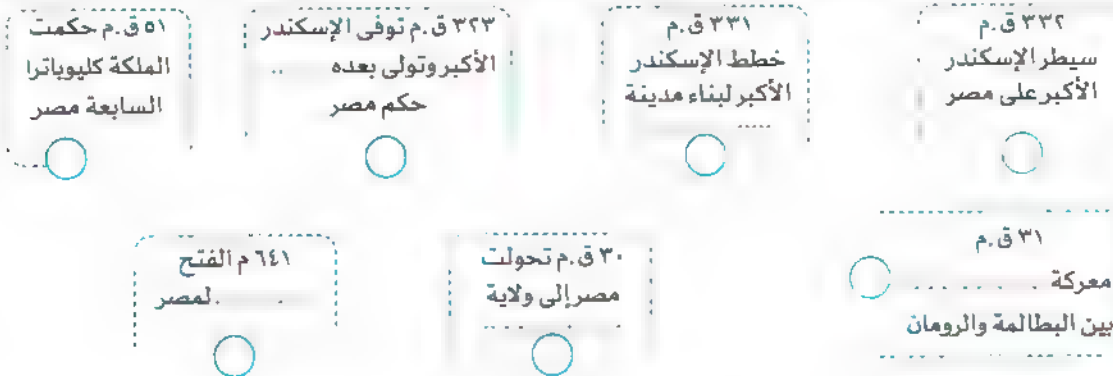 ٣٣٢ ق.م
سيطر الإسكندر
الأكبر على مصر
٣٣١ ق.م
خطط الإسكندر
الأكبر لبناء مدينة
.....
٣٢٣ ق.م توفى الإسكندر
الأكبر وتولى بعده ..
حكم مصر
٥١ ق.م حكمت
الملكة كليوباترا
السابعة مصر
٣١ ق.م
معركة . . . . . . .
بين البطالمة والرومان
٣٠ ق.م تحولت
مصر إلى ولاية
. . . . . .
٦٤١ م الفتح
. . لمصر